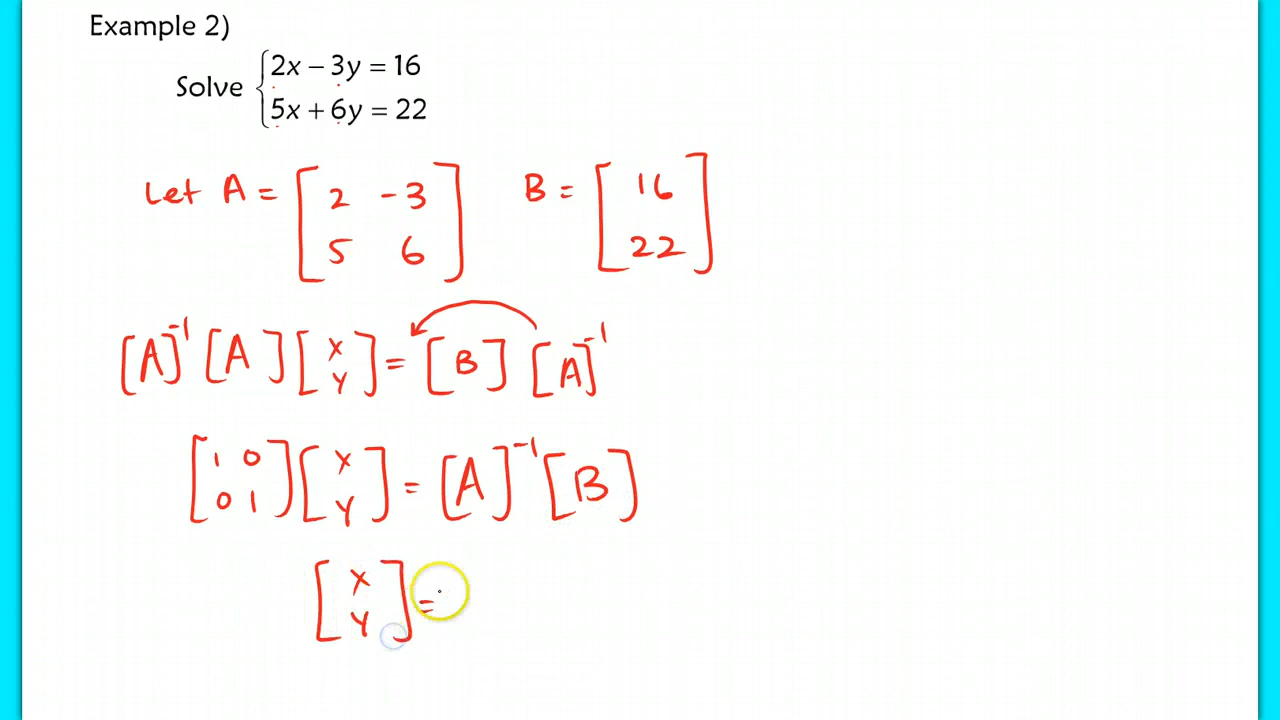 Example 2)
Solve { 2x − 3y = 16
5x + 6y = 22
Let A = [ 2 -3
5 6 ] B = [ 16
22 ]
[A]⁻¹ [A] [ x
y ] = [B] [A]⁻¹
[ 1 0
0 1 ] [ x
y ] = [A]⁻¹ [B]
[ x
y ] =